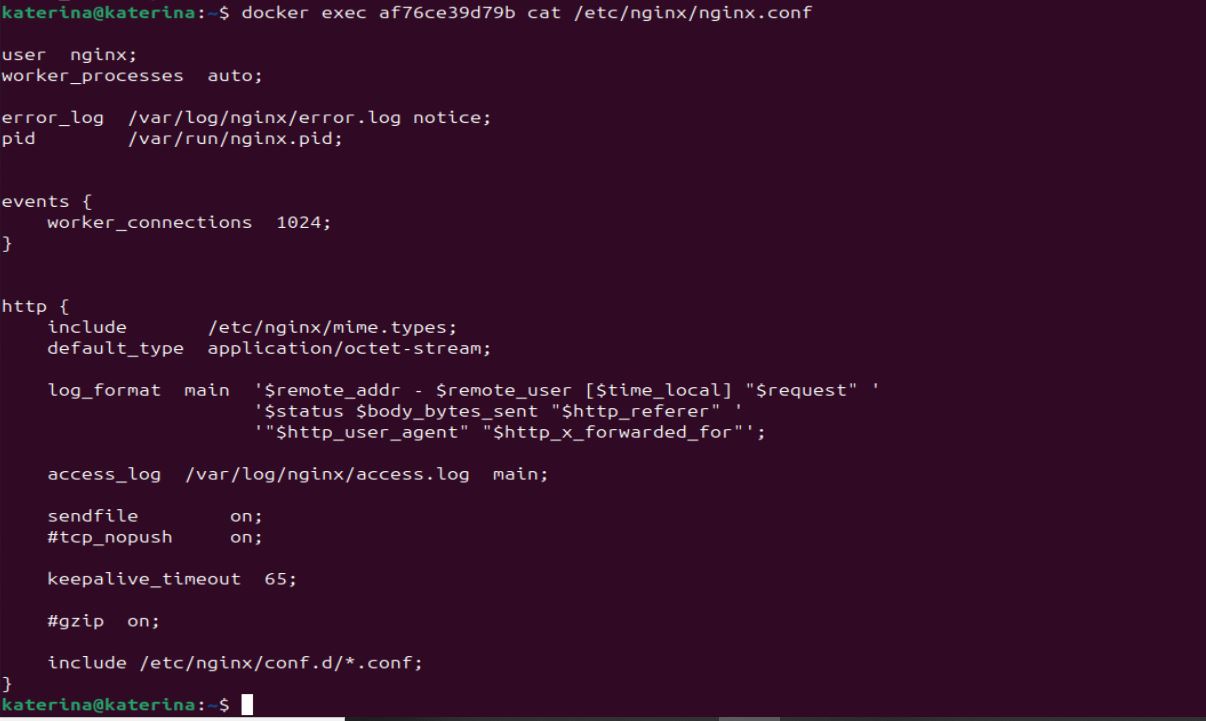 katerina@katerina:~$ docker exec af76ce39d79b cat /etc/nginx/nginx.conf

user  nginx;
worker_processes  auto;

error_log  /var/log/nginx/error.log notice;
pid        /var/run/nginx.pid;


events {
    worker_connections  1024;
}


http {
    include       /etc/nginx/mime.types;
    default_type  application/octet-stream;

    log_format  main  '$remote_addr - $remote_user [$time_local] "$request" '
                      '$status $body_bytes_sent "$http_referer" '
                      '"$http_user_agent" "$http_x_forwarded_for"';

    access_log  /var/log/nginx/access.log  main;

    sendfile        on;
    #tcp_nopush     on;

    keepalive_timeout  65;

    #gzip  on;

    include /etc/nginx/conf.d/*.conf;
}
katerina@katerina:~$